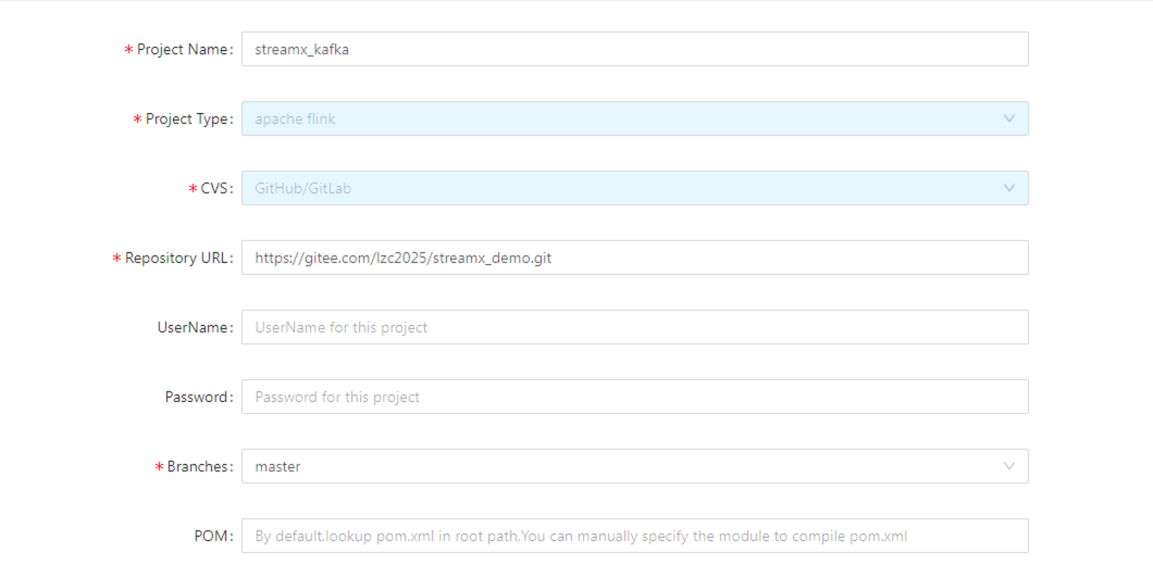 * Project Name: streamx_kafka
* Project Type: apache flink
* CVS: GitHub/GitLab
* Repository URL: https://gitee.com/lzc2025/streamx_demo.git
UserName: UserName for this project
Password: Password for this project
* Branches: master
POM: By default,lookup pom.xml in root path,You can manually specify the module to compile pom.xml